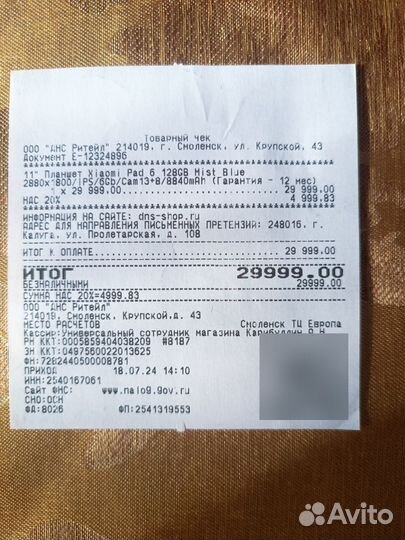 Товарный чек
ООО "ДНС Ритейл" 214019, г. Смоленск, ул. Крупской, 43
Документ Е-12324896
11" Планшет Xiaomi Pad 6 128GB Mist Blue
2880x1800/IPS/6Gb/Cam13+8/8840mAh (Гарантия - 12 мес)
1 x 29 999.00 29 999.00
НДС 20% 4 999.83
ИНФОРМАЦИЯ НА САЙТЕ: dns-shop.ru
АДРЕС ДЛЯ НАПРАВЛЕНИЯ ПИСЬМЕННЫХ ПРЕТЕНЗИЙ: 248016, г.
Калуга, ул. Пролетарская, д. 108
ИТОГ К ОПЛАТЕ 29 999.00
ИТОГ 29999.00
БЕЗНАЛИЧНЫМИ 29999.00
СУММА НДС 20%=4999.83
ООО "ДНС Ритейл"
214019, Смоленск, Крупской, д. 43
МЕСТО РАСЧЕТОВ Смоленск ТЦ Европа
Кассир: Универсальный сотрудник магазина Карибуллин
РН ККТ:0005859404038209 #8187
ЗН ККТ:0497560022013625
ФН:7282440500008781
ПРИХОД 18.07.24 14:10
ИНН:2540167061
Сайт ФНС: www.nalog.gov.ru
СНО:ОСН
ФД:8026 ФП:2541319553
Avito